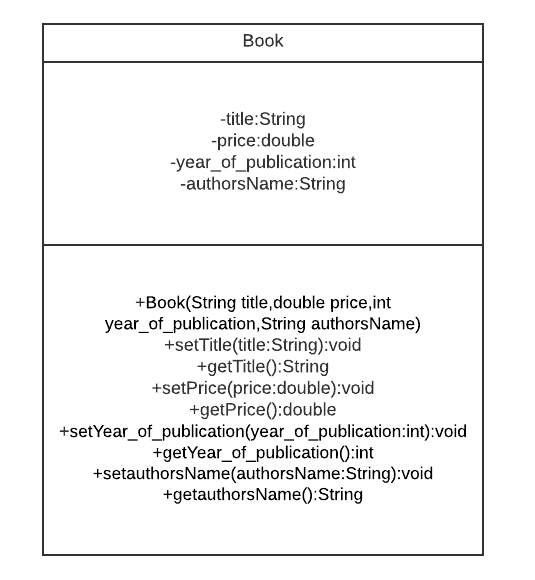 Book
-title:String
-price:double
-year_of_publication:int
-authorsName:String
+Book(String title,double price,int
year_of_publication,String authorsName)
+setTitle(title:String):void
+getTitle():String
+setPrice(price:double):void
+getPrice():double
+setYear_of_publication(year_of_publication:int):void
+getYear_of_publication():int
+setauthorsName(authorsName:String):void
+getauthorsName():String